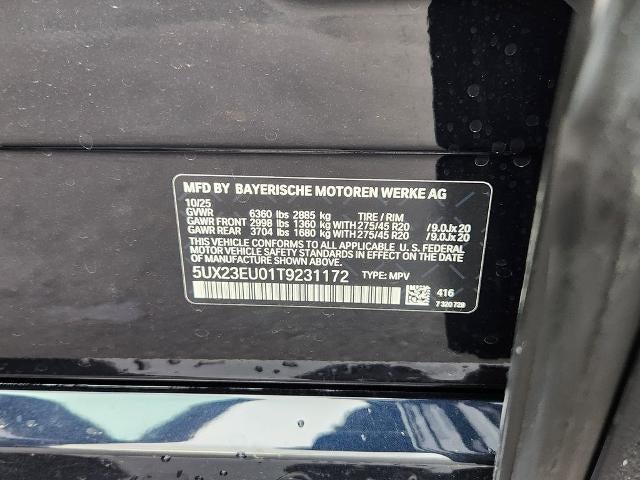 MFD BY BAYERISCHE MOTOREN WERKE AG
10/25
GVWR 6360 lbs 2885 kg TIRE / RIM
GAWR FRONT 2998 lbs 1360 kg WITH 275/45 R20 / 9.0Jx20
GAWR REAR 3704 lbs 1680 kg WITH 275/45 R20 / 9.0Jx20
THIS VEHICLE CONFORMS TO ALL APPLICABLE U. S. FEDERAL
MOTOR VEHICLE SAFETY STANDARDS IN EFFECT ON THE DATE
OF MANUFACTURE SHOWN ABOVE.
5UX23EU01T9231172 TYPE: MPV
416
7 320 729